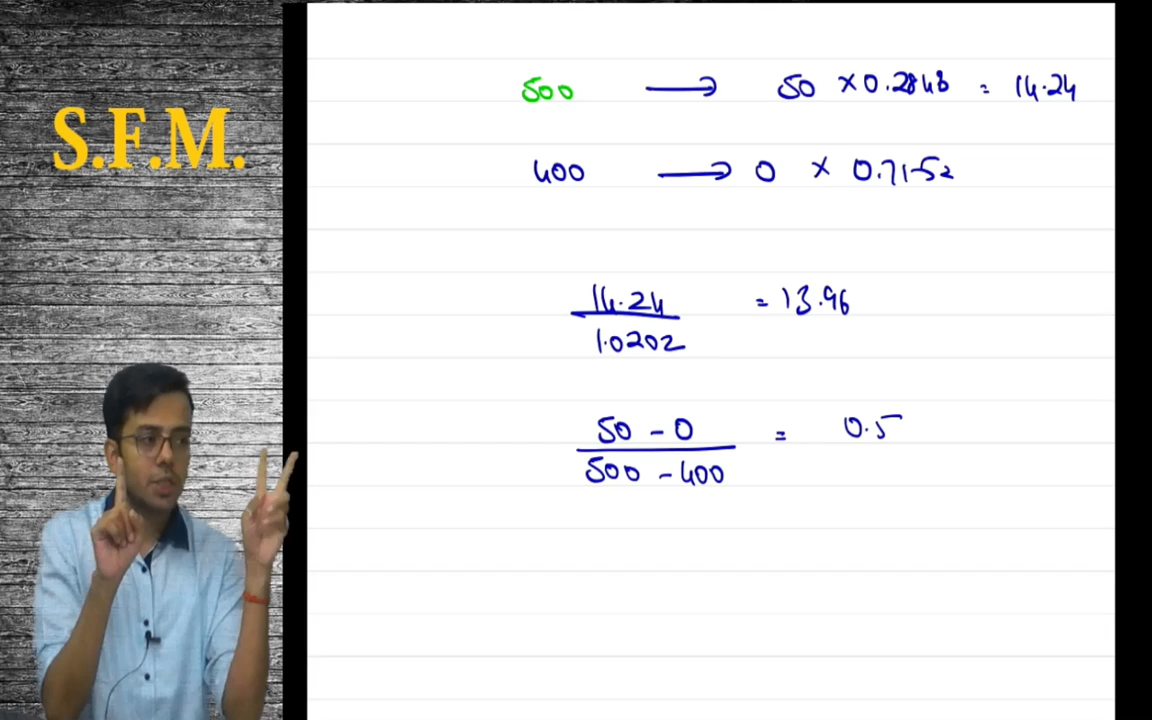 S.F.M.
500 → 50 × 0.2848 = 14.24
400 → 0 × 0.7152
14.24
1.0202
= 13.96
50 - 0
500 - 400
= 0.5